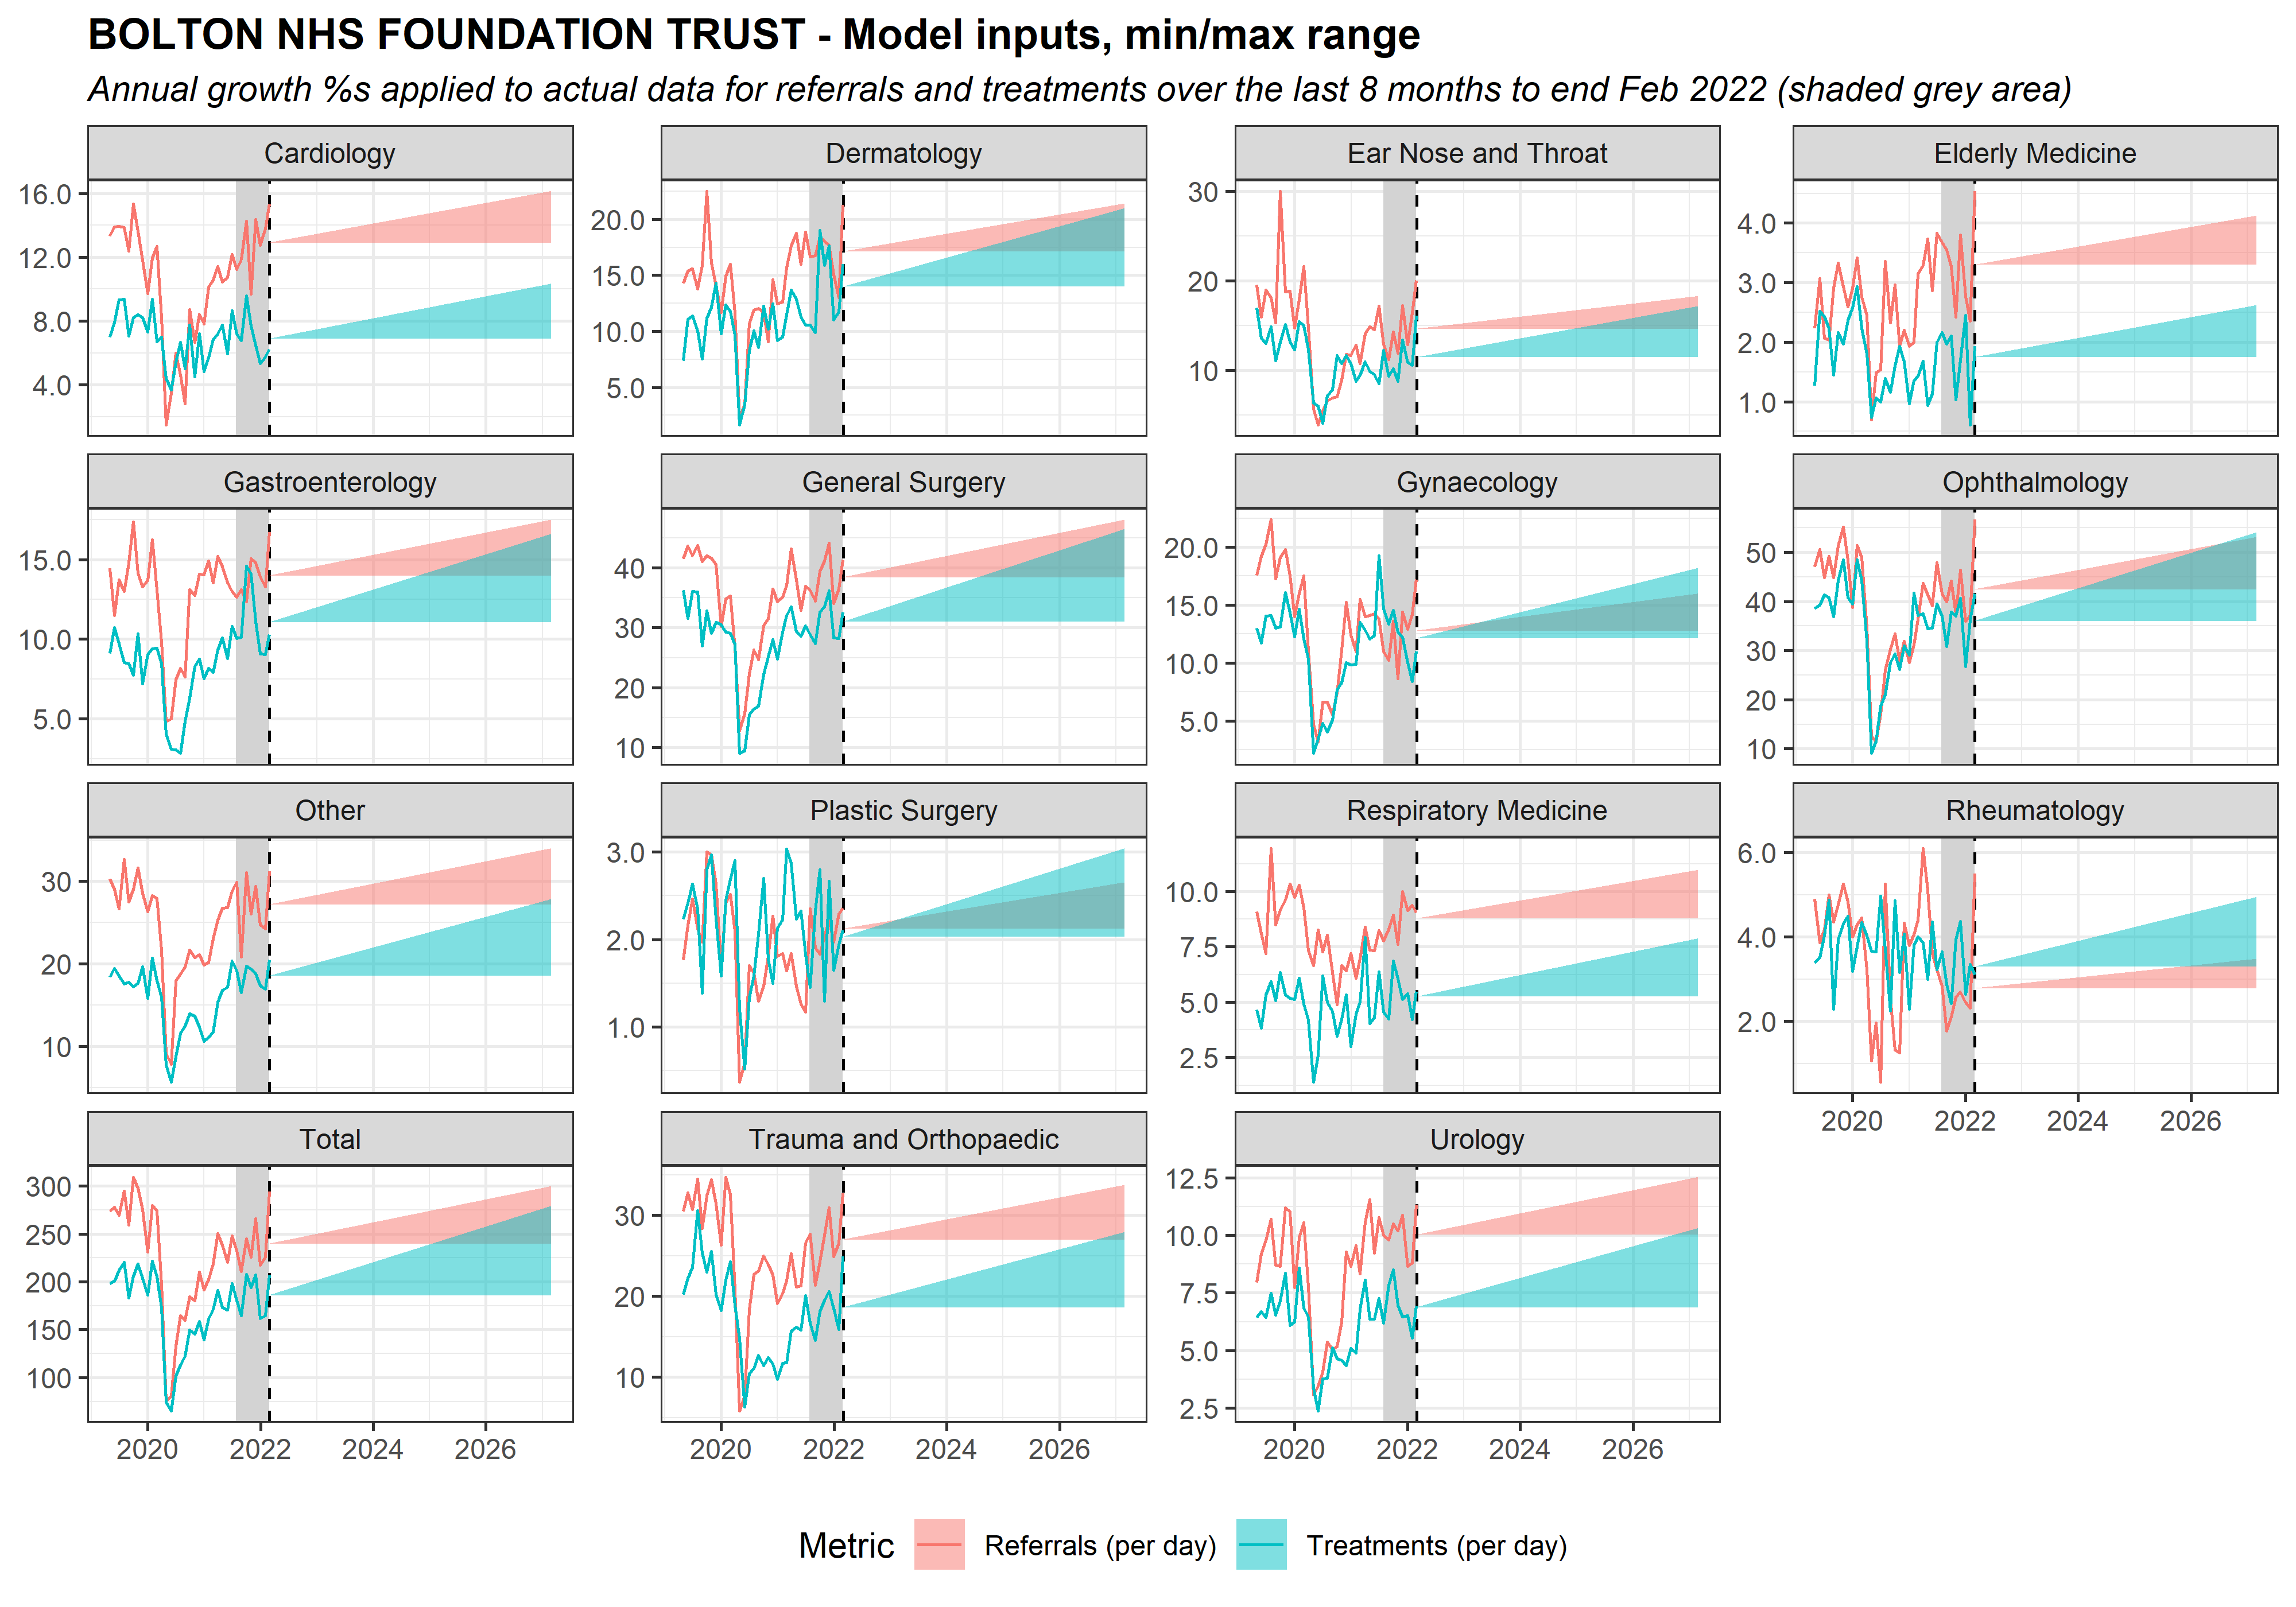 BOLTON NHS FOUNDATION TRUST - Model inputs, min/max range
Annual growth %s applied to actual data for referrals and treatments over the last 8 months to end Feb 2022 (shaded grey area)
Cardiology
16.0
12.0
8.0
4.0
Dermatology
20.0
15.0
10.0
5.0
Ear Nose and Throat
30
20
10
Elderly Medicine
4.0
3.0
2.0
1.0
Gastroenterology
15.0
10.0
5.0
General Surgery
40
30
20
10
Gynaecology
20.0
15.0
10.0
5.0
Ophthalmology
50
40
30
20
10
Other
30
20
10
Plastic Surgery
3.0
2.0
1.0
Respiratory Medicine
10.0
7.5
5.0
2.5
Rheumatology
6.0
4.0
2.0
2020 2022 2024 2026
Total
300
250
200
150
100
2020 2022 2024 2026
Trauma and Orthopaedic
30
20
10
2020 2022 2024 2026
Urology
12.5
10.0
7.5
5.0
2.5
2020 2022 2024 2026
Metric Referrals (per day) Treatments (per day)